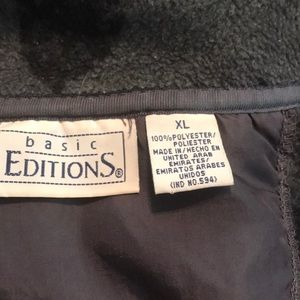 basic
EDITIONS®
XL
100% POLYESTER/
POLIESTER
MADE IN/HECHO EN
UNITED ARAB
EMIRATES/
EMIRATOS ARABES
UNIDOS
(IND NO.594)